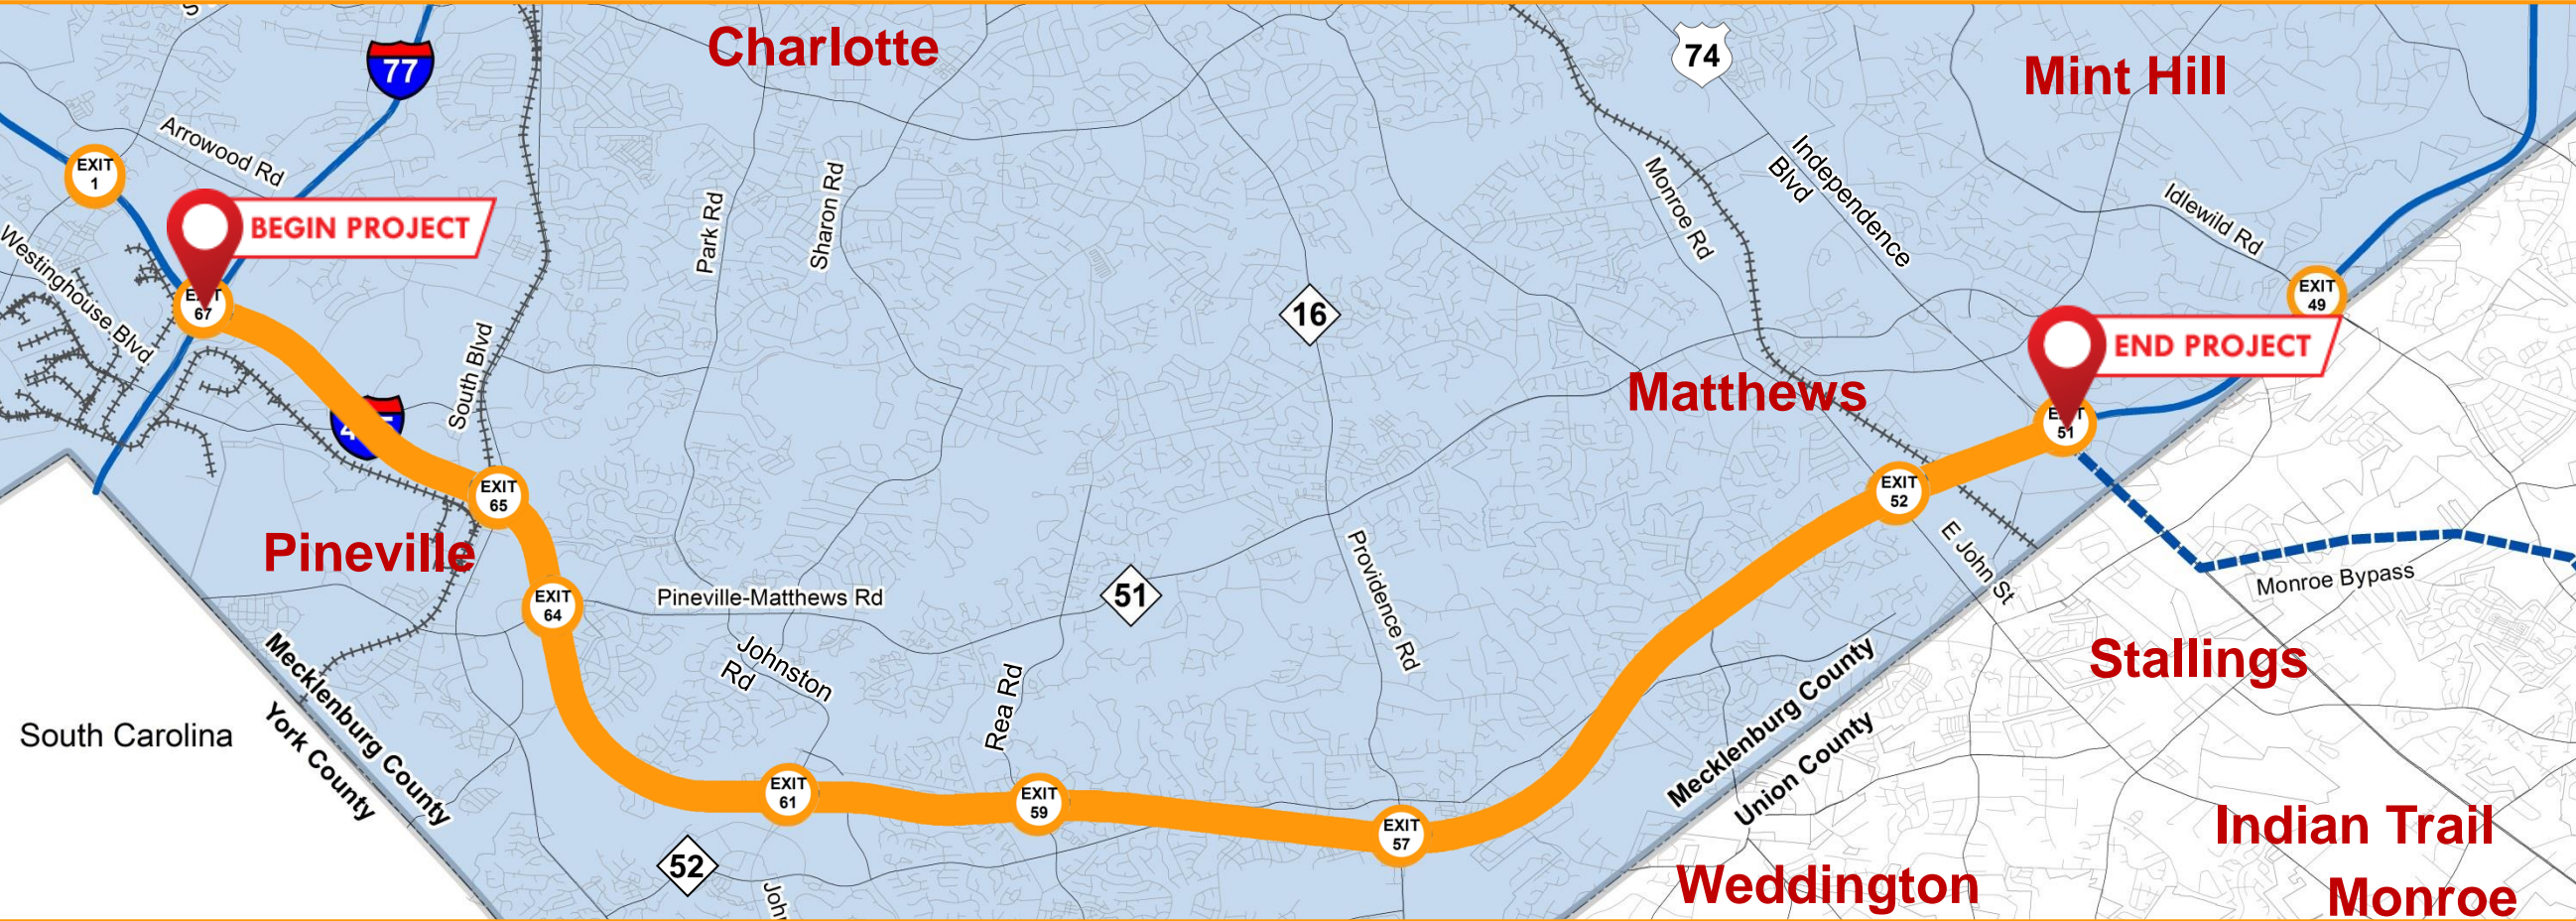 Charlotte
77
74
Mint Hill
Arrowood Rd
EXIT
1
BEGIN PROJECT
Westinghouse Blvd
67
South Blvd
Park Rd
Sharon Rd
16
Monroe Rd
Independence
Blvd
Idlewild Rd
EXIT
49
END PROJECT
Matthews
51
EXIT
52
EXIT
65
Pineville
EXIT
64
Pineville-Matthews Rd
51
Providence Rd
E John St
Monroe Bypass
Johnston
Rd
Rea Rd
Stallings
Mecklenburg County
York County
South Carolina
Mecklenburg County
Union County
EXIT
61
EXIT
59
EXIT
57
52
Indian Trail
Weddington
Monroe